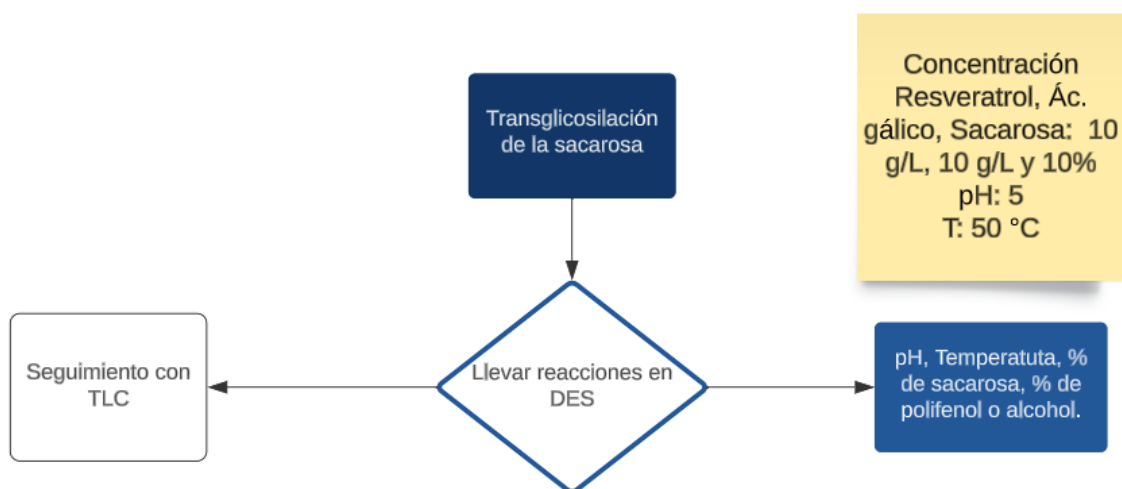 Transglicosilación
de la sacarosa
Concentración
Resveratrol, Ác.
gálico, Sacarosa: 10
g/L, 10 g/L y 10%
pH: 5
T: 50 °C
Seguimiento con
TLC
Llevar reacciones en
DES
pH, Temperatuta, %
de sacarosa, % de
polifenol o alcohol.